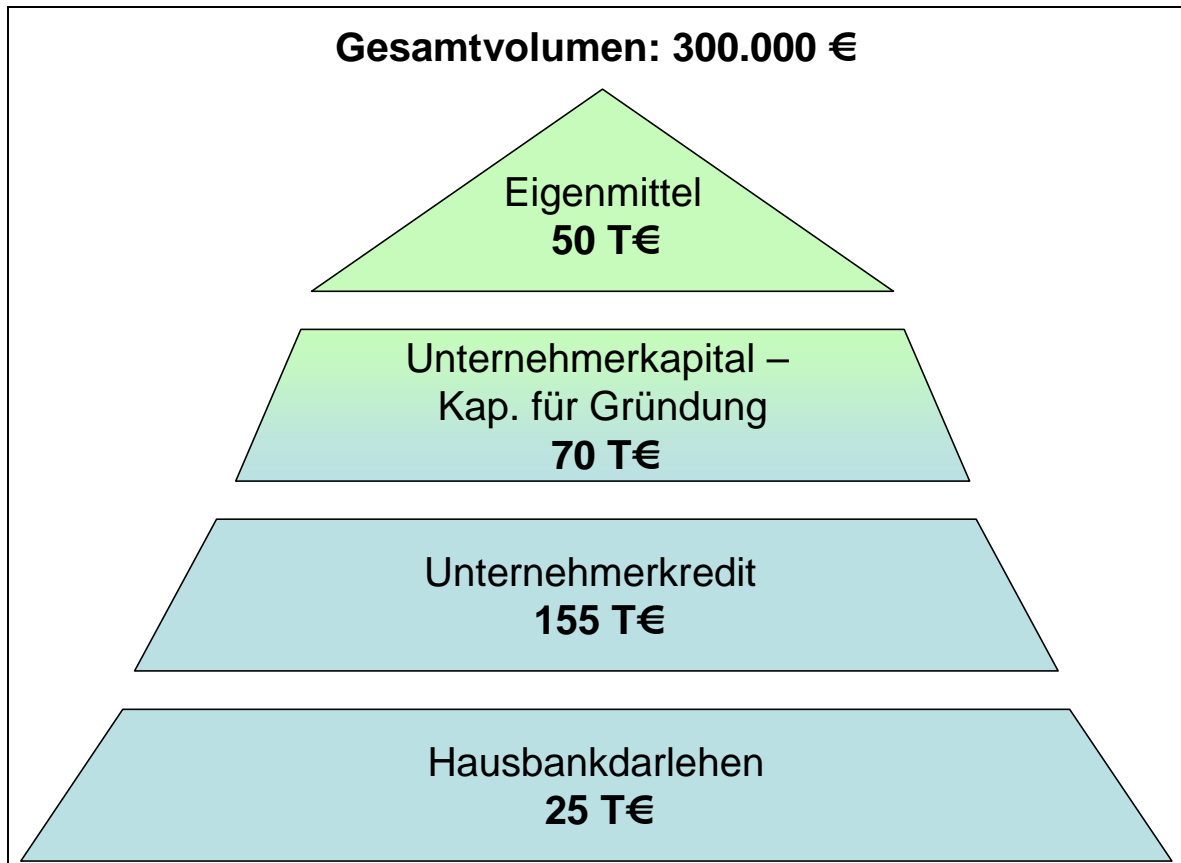 Gesamtvolumen: 300.000 €
Eigenmittel
50 T€
Unternehmerkapital –
Kap. für Gründung
70 T€
Unternehmerkredit
155 T€
Hausbankdarlehen
25 T€